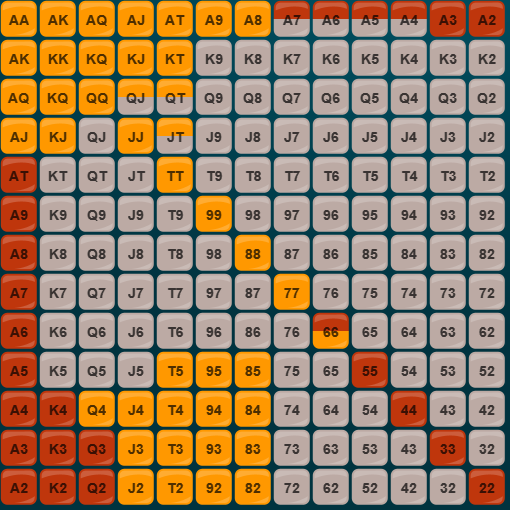 AA AK AQ AJ AT A9 A8 A7 A6 A5 A4 A3 A2
AK KK KQ KJ KT K9 K8 K7 K6 K5 K4 K3 K2
AQ KQ QQ QJ QT Q9 Q8 Q7 Q6 Q5 Q4 Q3 Q2
AJ KJ QJ JJ JT J9 J8 J7 J6 J5 J4 J3 J2
AT KT QT JT TT T9 T8 T7 T6 T5 T4 T3 T2
A9 K9 Q9 J9 T9 99 98 97 96 95 94 93 92
A8 K8 Q8 J8 T8 98 88 87 86 85 84 83 82
A7 K7 Q7 J7 T7 97 87 77 76 75 74 73 72
A6 K6 Q6 J6 T6 96 86 76 66 65 64 63 62
A5 K5 Q5 J5 T5 95 85 75 65 55 54 53 52
A4 K4 Q4 J4 T4 94 84 74 64 54 44 43 42
A3 K3 Q3 J3 T3 93 83 73 63 53 43 33 32
A2 K2 Q2 J2 T2 92 82 72 62 52 42 32 22